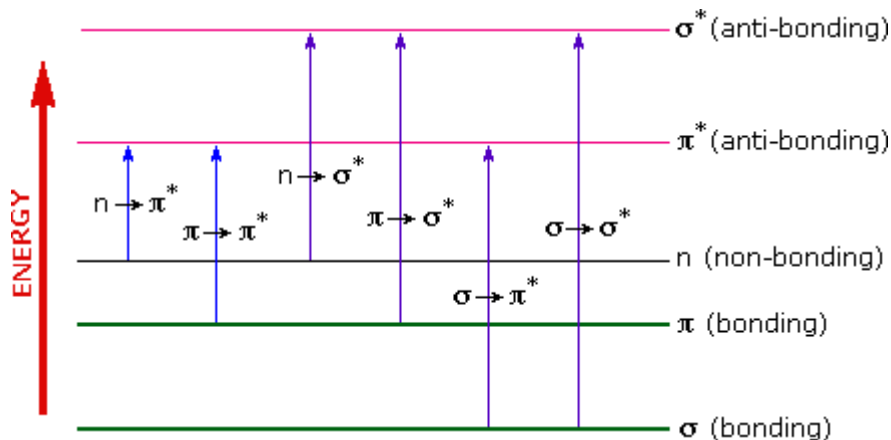 σ* (anti-bonding)
π* (anti-bonding)
n → σ*
n → π*
π → σ*
π → π*
σ → σ*
ENERGY
n (non-bonding)
σ → π*
π (bonding)
σ (bonding)